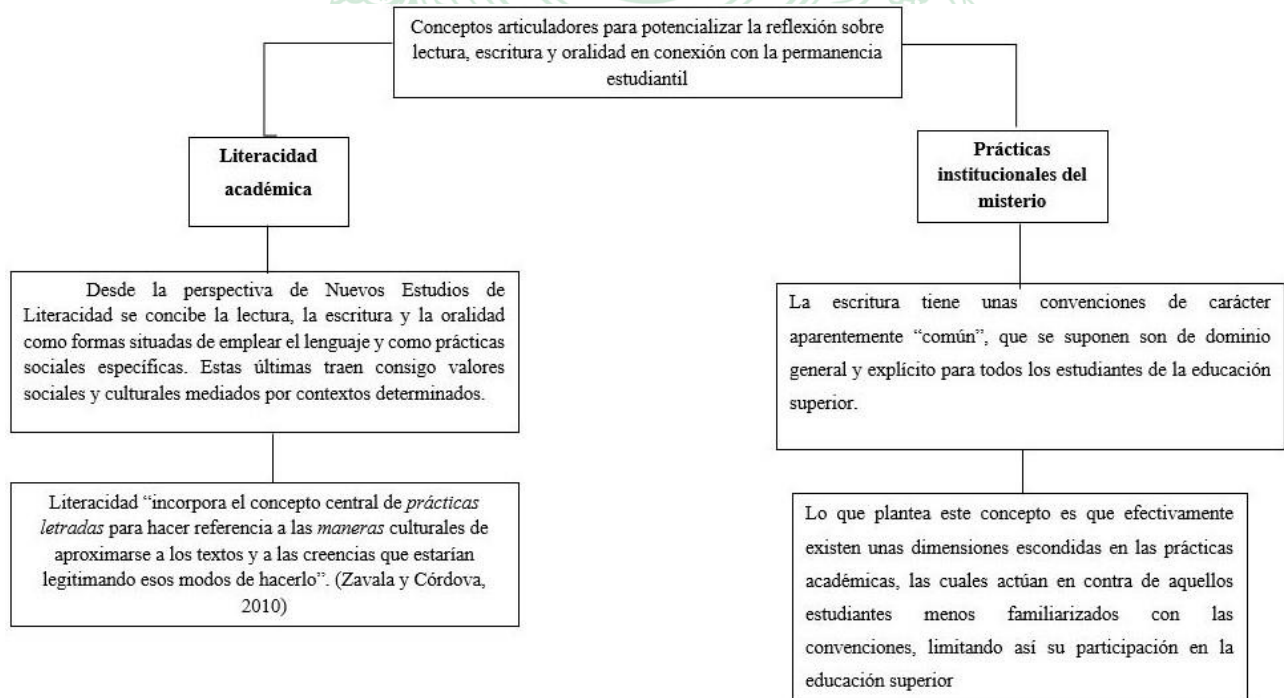 Conceptos articuladores para potencializar la reflexión sobre
lectura, escritura y oralidad en conexión con la permanencia
estudiantil
Literacidad
académica
Desde la perspectiva de Nuevos Estudios de
Literacidad se concibe la lectura, la escritura y la oralidad
como formas situadas de emplear el lenguaje y como prácticas
sociales específicas. Estas últimas traen consigo valores
sociales y culturales mediados por contextos determinados.
Literacidad “incorpora el concepto central de prácticas
letradas para hacer referencia a las maneras culturales de
aproximarse a los textos y a las creencias que estarían
legitimando esos modos de hacerlo”. (Zavala y Córdova,
2010)
Prácticas
institucionales del
misterio
La escritura tiene unas convenciones de carácter
aparentemente “común”, que se suponen son de dominio
general y explícito para todos los estudiantes de la educación
superior.
Lo que plantea este concepto es que efectivamente
existen unas dimensiones escondidas en las prácticas
académicas, las cuales actúan en contra de aquellos
estudiantes menos familiarizados con las
convenciones, limitando así su participación en la
educación superior